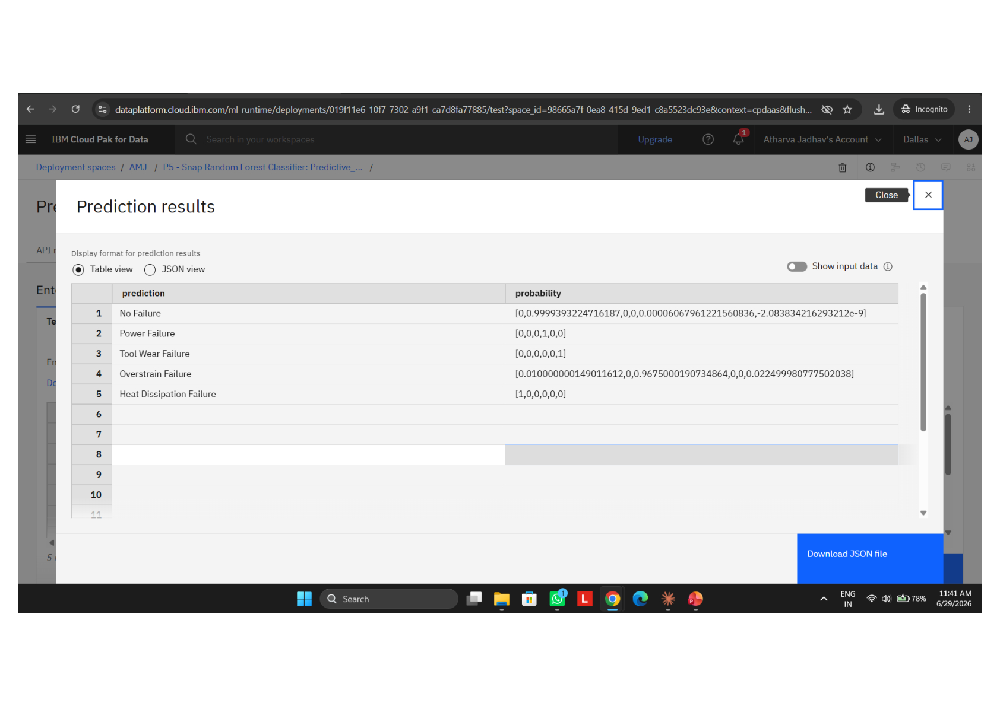 dataplatform.cloud.ibm.com/ml-runtime/deployments/019f11e6-10f7-7302-a9f1-ca7d8fa77885/test?space_id=98665a7f-0ea8-415d-9ed1-c8a5523dc93e&context=cpdaas&flush... Incognito
IBM Cloud Pak for Data Search in your workspaces Upgrade 1 Atharva Jadhav's Account Dallas AJ
Deployment spaces / AMJ / P5 - Snap Random Forest Classifier: Predictive_... /
Close
Prediction results
API
Display format for prediction results
Table view JSON view Show input data
prediction probability
1 No Failure [0,0.9999393224716187,0,0,0.00006067961221560836,-2.083834216293212e-9]
2 Power Failure [0,0,0,1,0,0]
3 Tool Wear Failure [0,0,0,0,0,1]
4 Overstrain Failure [0.010000000149011612,0,0.9675000190734864,0,0,0.022499980777502038]
5 Heat Dissipation Failure [1,0,0,0,0,0]
6
7
8
9
10
11
5
Download JSON file
Search
1
L
ENG
IN
78%
11:41 AM
6/29/2026